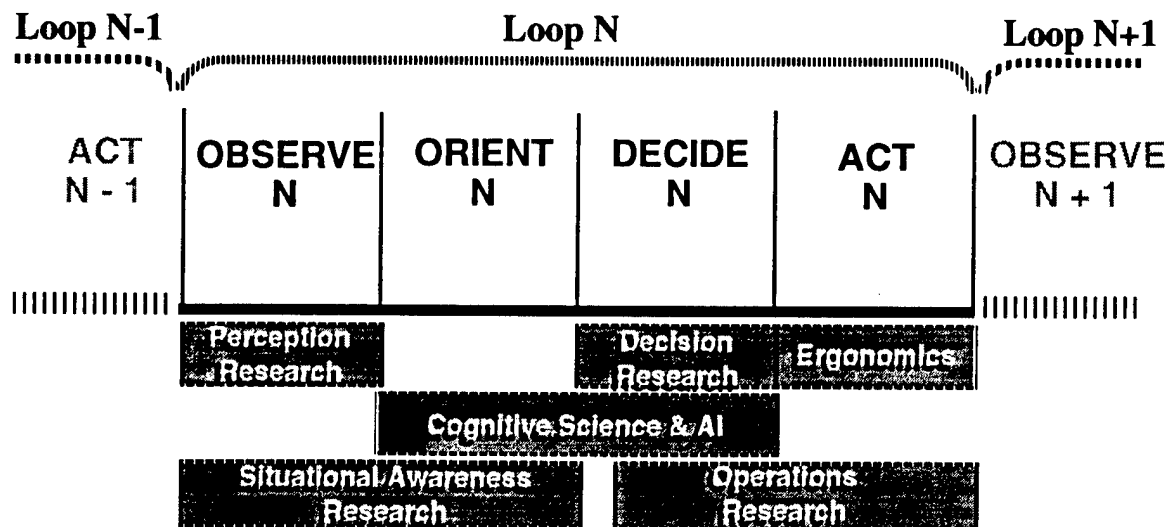 Loop N-1
Loop N
Loop N+1
ACT
N - 1
OBSERVE
N
ORIENT
N
DECIDE
N
ACT
N
OBSERVE
N + 1
Perception
Research
Decision
Research
Ergonomics
Cognitive Science & AI
Situational Awareness
Research
Operations
Research